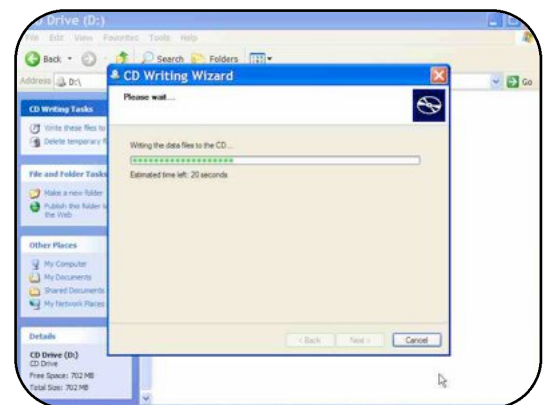 CD Drive (D:)
File Edit View Favorites Tools Help
Back Search Folders
Address D:\ Go
CD Writing Wizard
Please wait...
Writing the data files to the CD...
Estimated time left: 20 seconds
< Back Next > Cancel
CD Writing Tasks
Write these files to
Delete temporary f
File and Folder Tasks
Make a new folder
Publish this folder to
the Web
Other Places
My Computer
My Documents
Shared Documents
My Network Places
Details
CD Drive (D:)
CD Drive
Free Space: 702 MB
Total Size: 702 MB